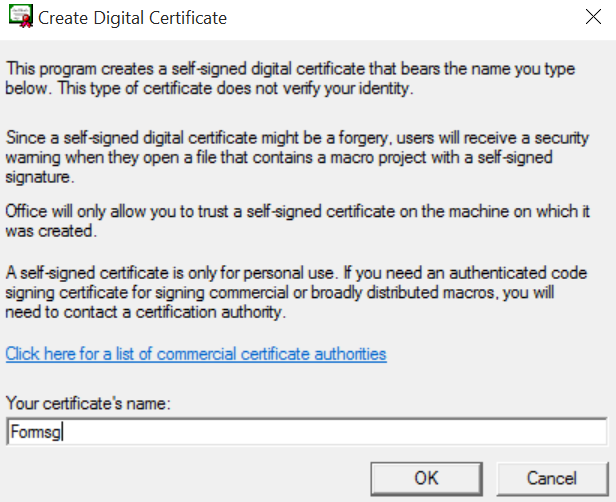 Create Digital Certificate
This program creates a self-signed digital certificate that bears the name you type
below. This type of certificate does not verify your identity.
Since a self-signed digital certificate might be a forgery, users will receive a security
warning when they open a file that contains a macro project with a self-signed
signature.
Office will only allow you to trust a self-signed certificate on the machine on which it
was created.
A self-signed certificate is only for personal use. If you need an authenticated code
signing certificate for signing commercial or broadly distributed macros, you will
need to contact a certification authority.
Click here for a list of commercial certificate authorities
Your certificate's name:
Formsg
OK Cancel